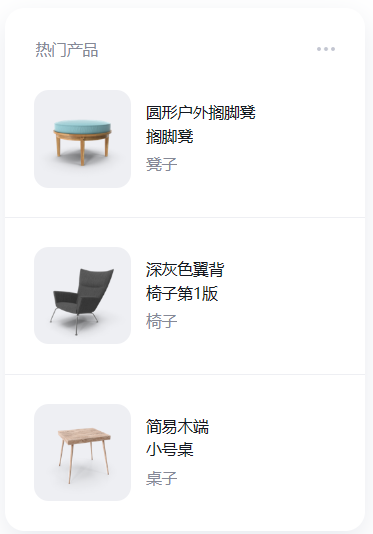 热门产品
圆形户外搁脚凳
搁脚凳
凳子
深灰色翼背
椅子第1版
椅子
简易木端
小号桌
桌子